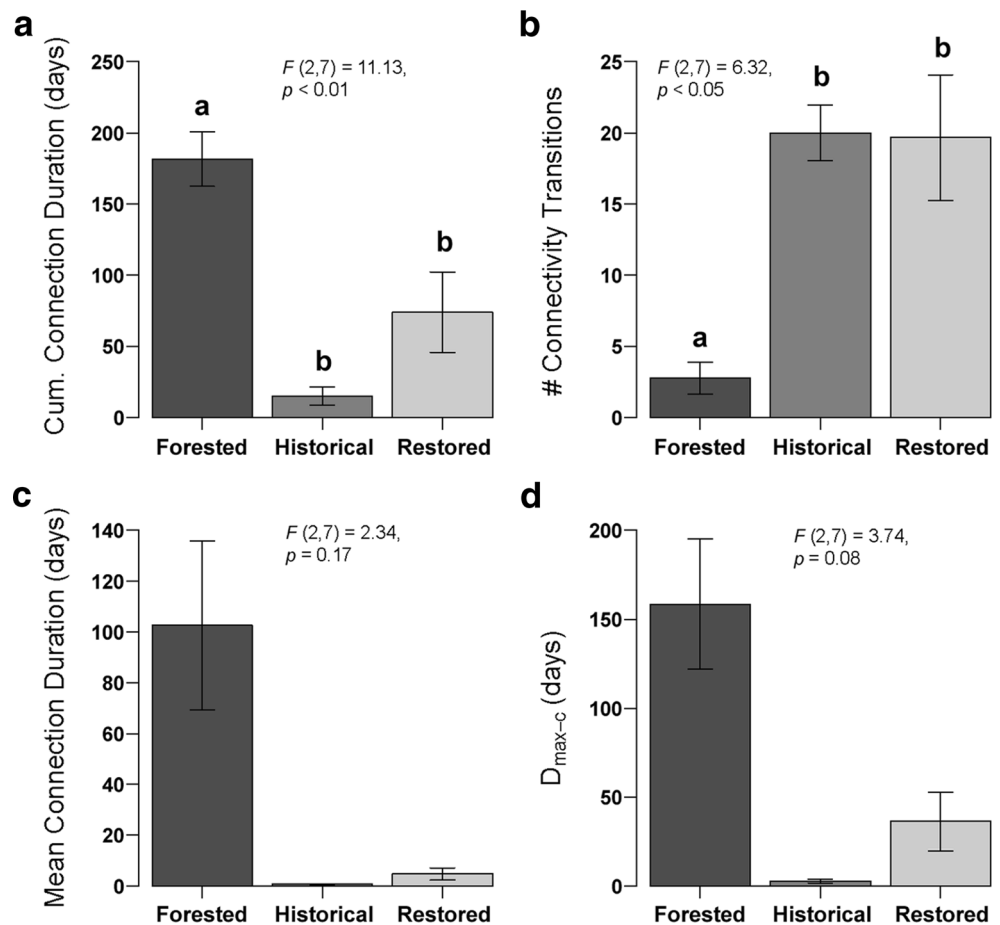 a
Cum. Connection Duration (days)
250
200
150
100
50
0
F (2,7) = 11.13,
p < 0.01
a
b
b
Forested Historical Restored
b
# Connectivity Transitions
25
20
15
10
5
0
F (2,7) = 6.32,
p < 0.05
a
b
b
Forested Historical Restored
c
Mean Connection Duration (days)
140
120
100
80
60
40
20
0
F (2,7) = 2.34,
p = 0.17
Forested Historical Restored
d
Dmax−c (days)
200
150
100
50
0
F (2,7) = 3.74,
p = 0.08
Forested Historical Restored